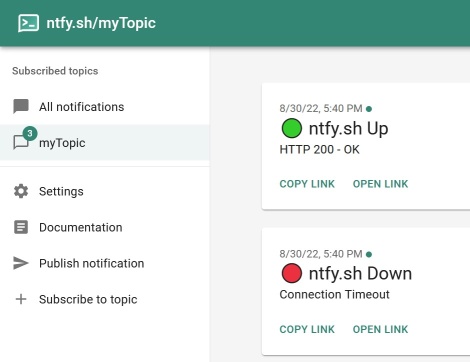 ntfy.sh/myTopic
Subscribed topics
All notifications
3
myTopic
Settings
Documentation
Publish notification
Subscribe to topic
8/30/22, 5:40 PM
ntfy.sh Up
HTTP 200 - OK
COPY LINK OPEN LINK
8/30/22, 5:40 PM
ntfy.sh Down
Connection Timeout
COPY LINK OPEN LINK